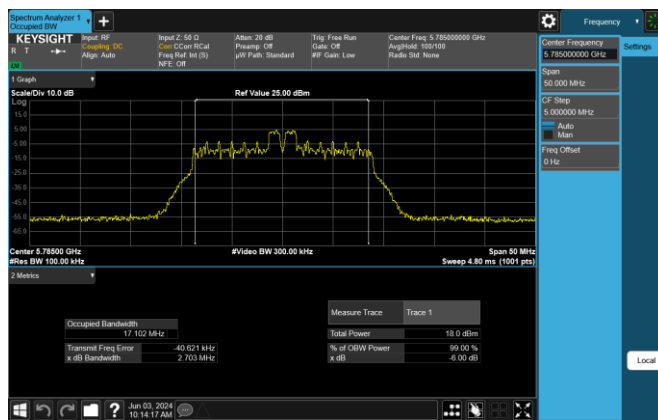 Spectrum Analyzer 1
Occupied BW
Frequency
KEYSIGHT
R T
Input: RF
Coupling: DC
Align: Auto
Input Z: 50 Ω
Corr CCorr RCal
Freq Ref: Int (S)
NFE: Off
Atten: 20 dB
Preamp: Off
µW Path: Standard
Trig: Free Run
Gate: Off
#IF Gain: Low
Center Freq: 5.785000000 GHz
Avg|Hold: 100/100
Radio Std: None
Center Frequency
5.785000000 GHz
Settings
Span
50.000 MHz
CF Step
5.000000 MHz
Auto
Man
Freq Offset
0 Hz
1 Graph
Scale/Div 10.0 dB
Ref Value 25.00 dBm
Log
15.0
5.00
-5.00
-15.0
-25.0
-35.0
-45.0
-55.0
-65.0
Center 5.78500 GHz
#Video BW 300.00 kHz
Span 50 MHz
#Res BW 100.00 kHz
Sweep 4.80 ms (1001 pts)
2 Metrics
Measure Trace
Trace 1
Occupied Bandwidth
17.102 MHz
Total Power
18.0 dBm
Transmit Freq Error
-40.621 kHz
% of OBW Power
99.00 %
x dB Bandwidth
2.703 MHz
x dB
-6.00 dB
Local
?
Jun 03, 2024
10:14:17 AM